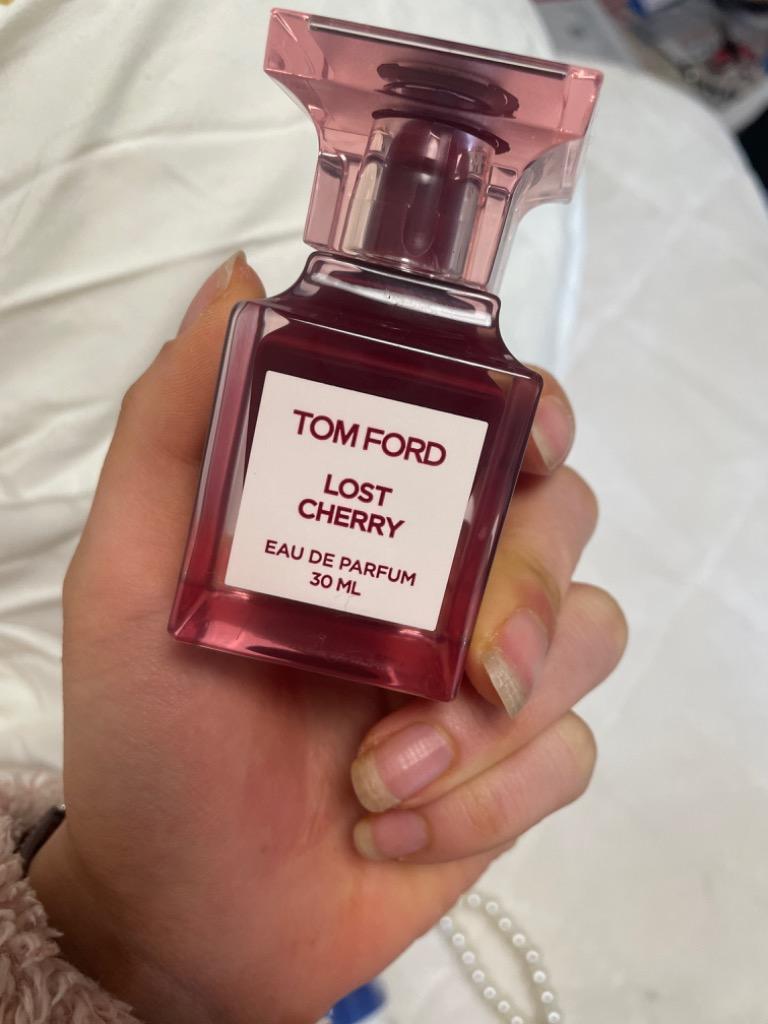 TOM FORD
LOST
CHERRY
EAU DE PARFUM
30 ML